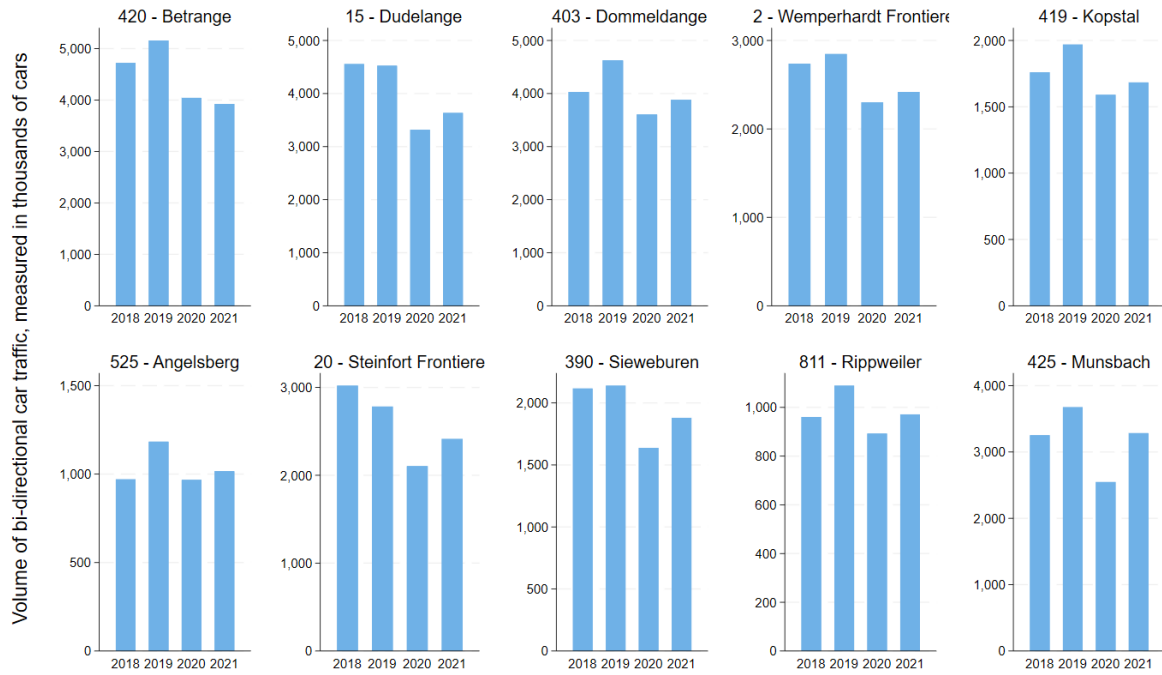 Volume of bi-directional car traffic, measured in thousands of cars
420 - Betrange
5,000
4,000
3,000
2,000
1,000
0
2018 2019 2020 2021
15 - Dudelange
5,000
4,000
3,000
2,000
1,000
0
2018 2019 2020 2021
403 - Dommeldange
5,000
4,000
3,000
2,000
1,000
0
2018 2019 2020 2021
2 - Wemperhardt Frontiere
3,000
2,000
1,000
0
2018 2019 2020 2021
419 - Kopstal
2,000
1,500
1,000
500
0
2018 2019 2020 2021
525 - Angelsberg
1,500
1,000
500
0
2018 2019 2020 2021
20 - Steinfort Frontiere
3,000
2,000
1,000
0
2018 2019 2020 2021
390 - Sieweburen
2,000
1,500
1,000
500
0
2018 2019 2020 2021
811 - Rippweiler
1,000
800
600
400
200
0
2018 2019 2020 2021
425 - Munsbach
4,000
3,000
2,000
1,000
0
2018 2019 2020 2021